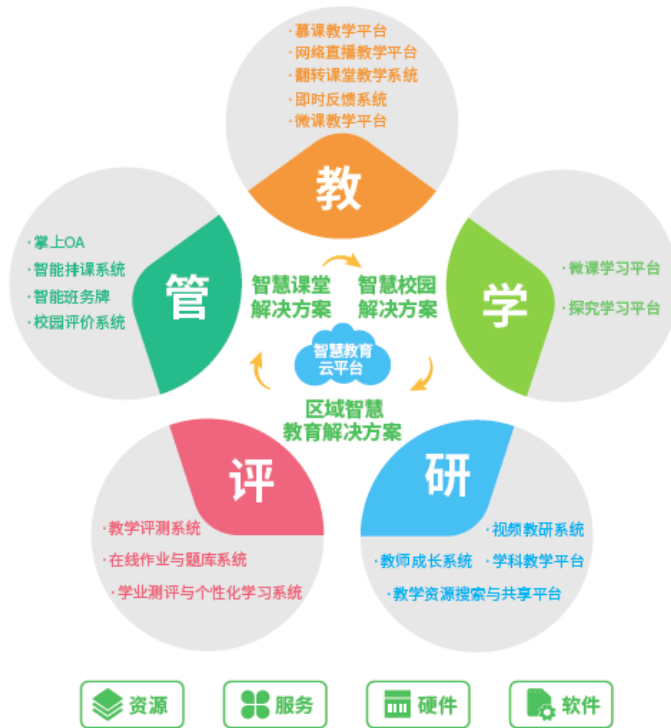 ·慕课教学平台
·网络直播教学平台
·翻转课堂教学系统
·即时反馈系统
·微课教学平台
教
·掌上OA
·智能排课系统
·智能班务牌
·校园评价系统
管
智慧课堂
解决方案
智慧校园
解决方案
学
·微课学习平台
·探究学习平台
智慧教育
云平台
区域智慧
教育解决方案
评
·教学评测系统
·在线作业与题库系统
·学业测评与个性化学习系统
研
·视频教研系统
·教师成长系统 ·学科教学平台
·教学资源搜索与共享平台
资源 服务 硬件 软件